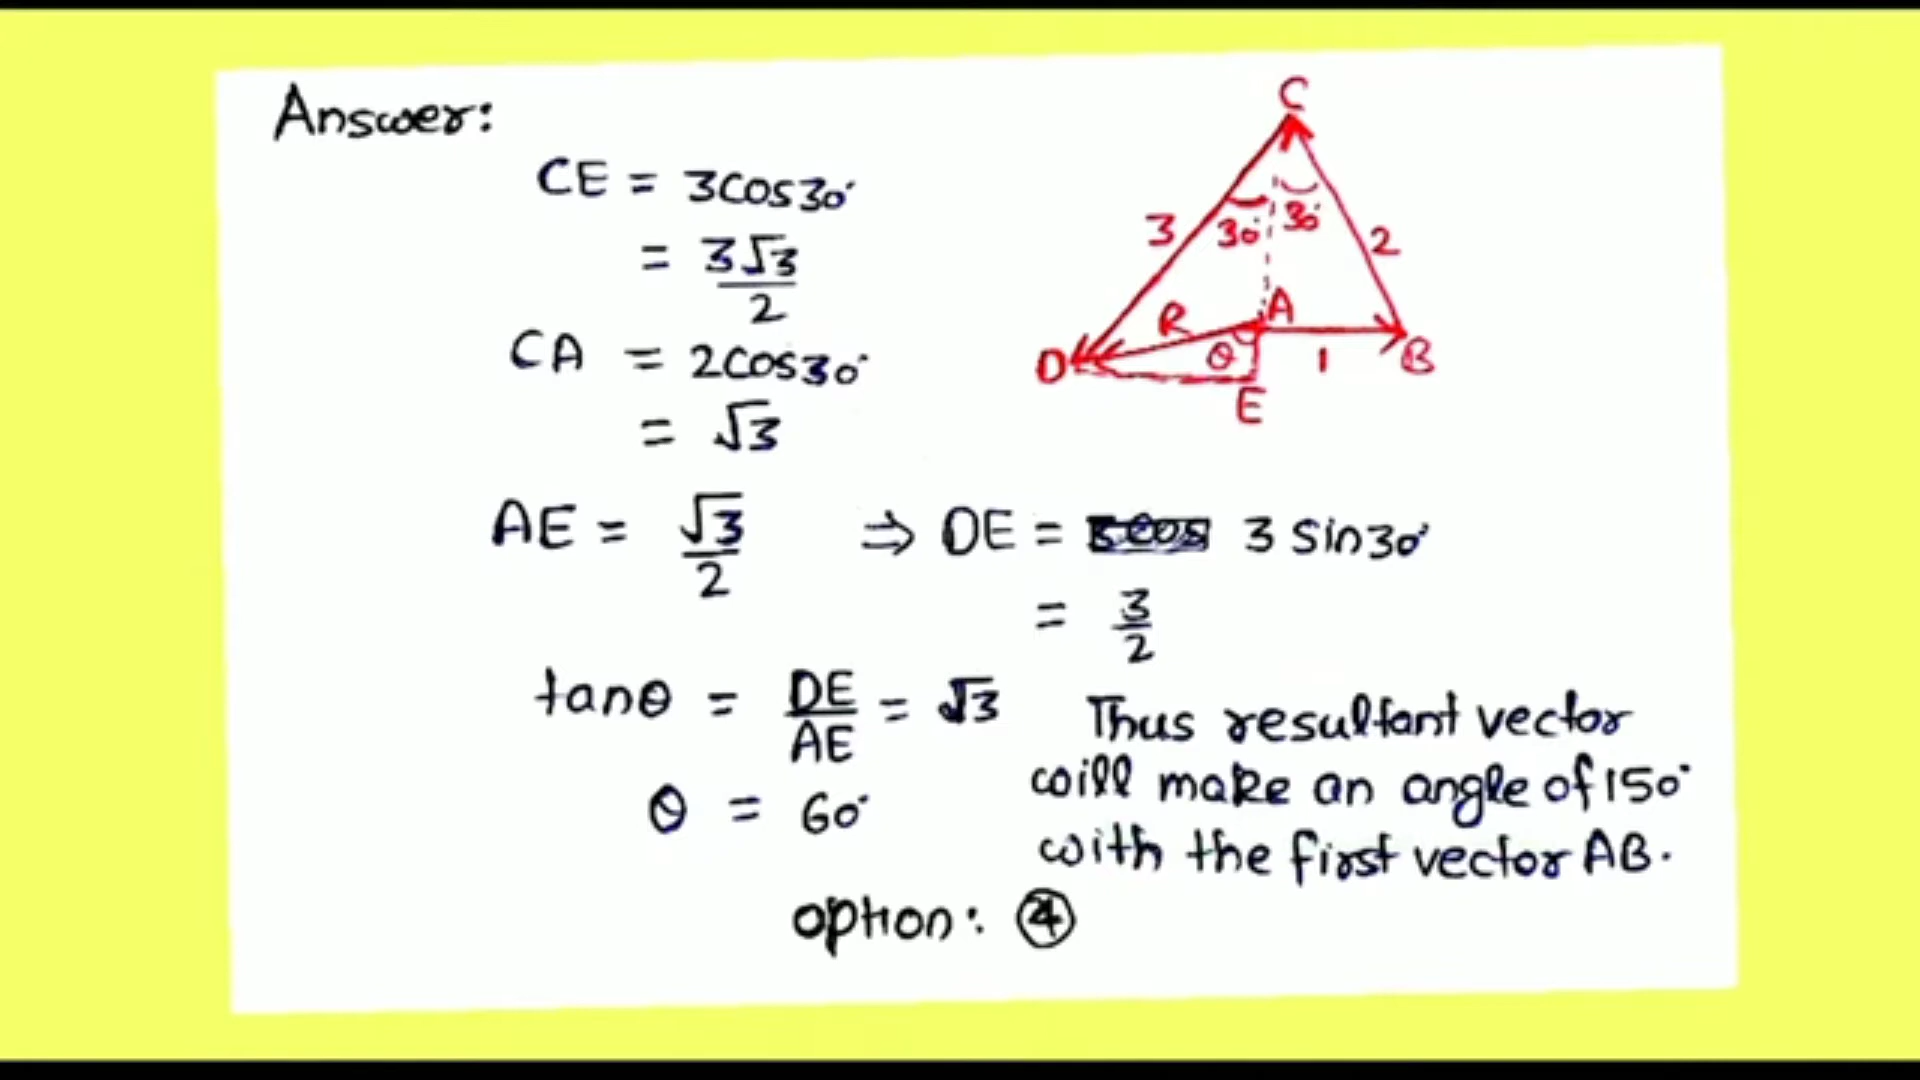 Answer:
CE = 3cos30°
= 3√3/2
CA = 2cos30°
= √3
AE = √3/2 ⇒ DE = 3 sin30°
= 3/2
tanθ = DE/AE = √3
θ = 60°
Thus resultant vector
will make an angle of 150°
with the first vector AB.
option: ④
C
3
30°
30°
2
R
A
D
θ
1
B
E